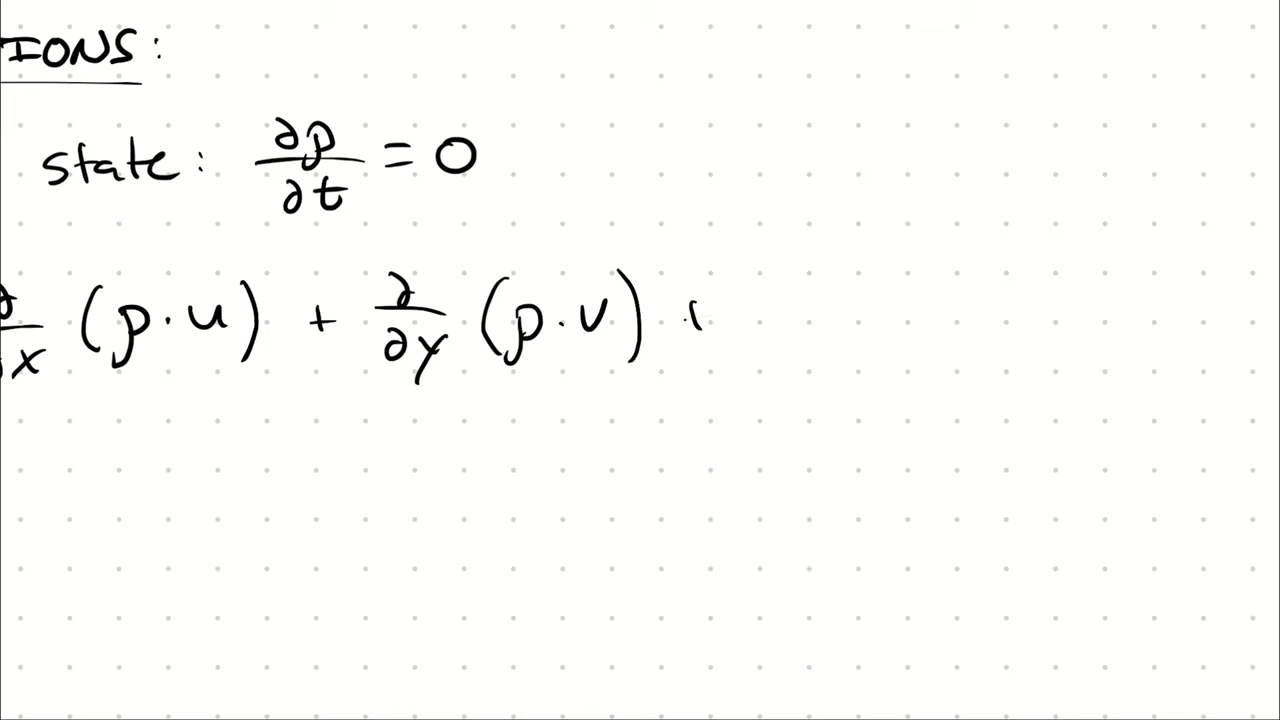 IONS:
state: ∂ρ/∂t = 0
∂/∂x (ρ · u) + ∂/∂y (ρ · v)